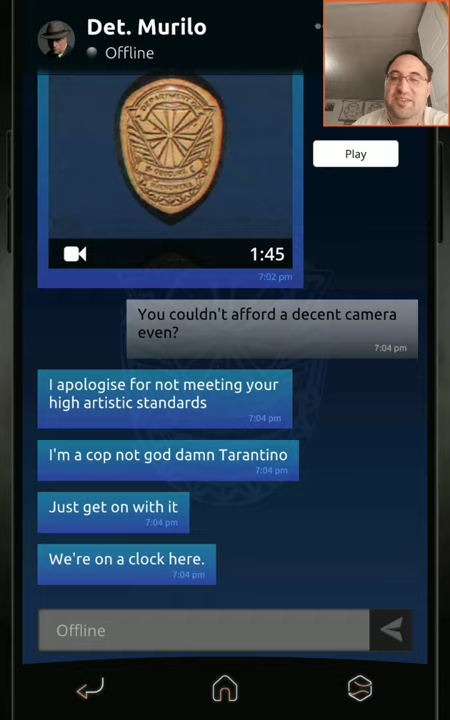 Det. Murilo
Offline
Play
DEPARTMENT OF
1:45
7:02 pm
You couldn't afford a decent camera
even?
7:04 pm
I apologise for not meeting your
high artistic standards
7:04 pm
I'm a cop not god damn Tarantino
7:04 pm
Just get on with it
7:04 pm
We're on a clock here.
7:04 pm
Offline